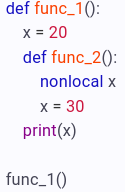 def func_1():
    x = 20
    def func_2():
        nonlocal x
        x = 30
    print(x)

func_1()